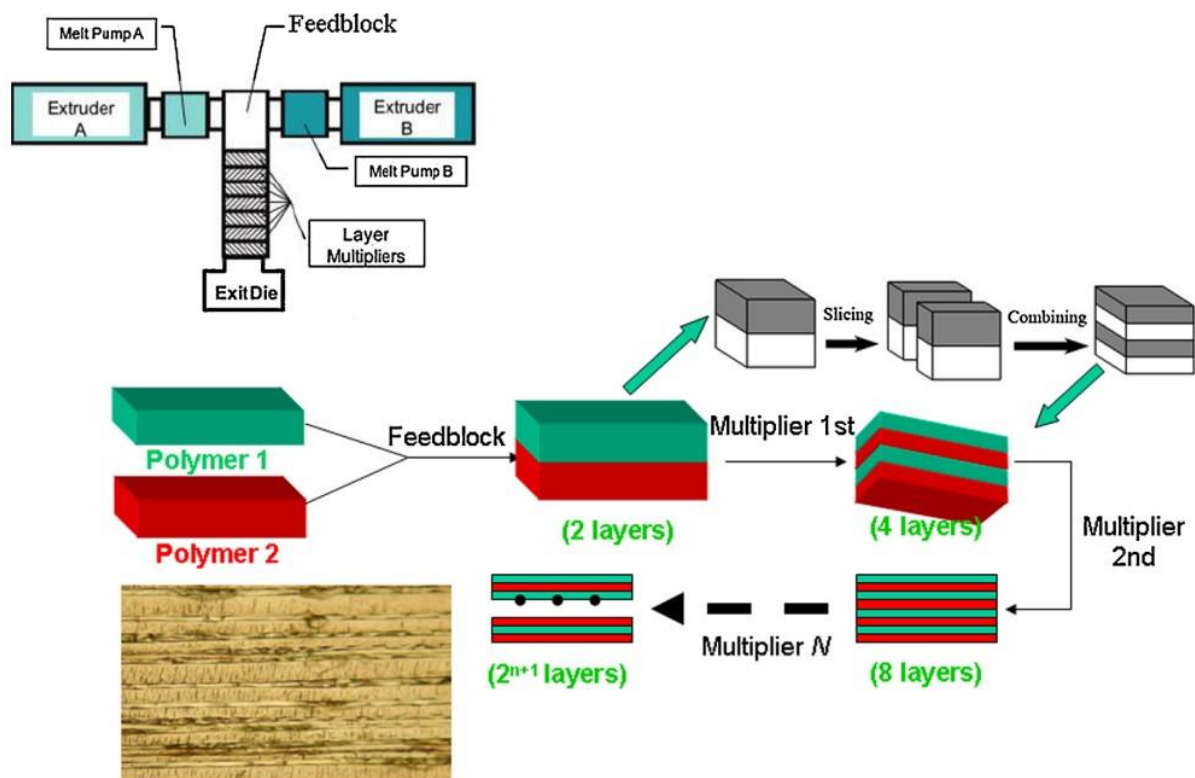 Melt Pump A
Feedblock
Extruder
A
Extruder
B
Melt Pump B
Layer
Multipliers
Exit Die
Slicing
Combining
Polymer 1
Polymer 2
Feedblock
(2 layers)
Multiplier 1st
(4 layers)
Multiplier
2nd
(2ⁿ⁺¹ layers)
Multiplier N
(8 layers)